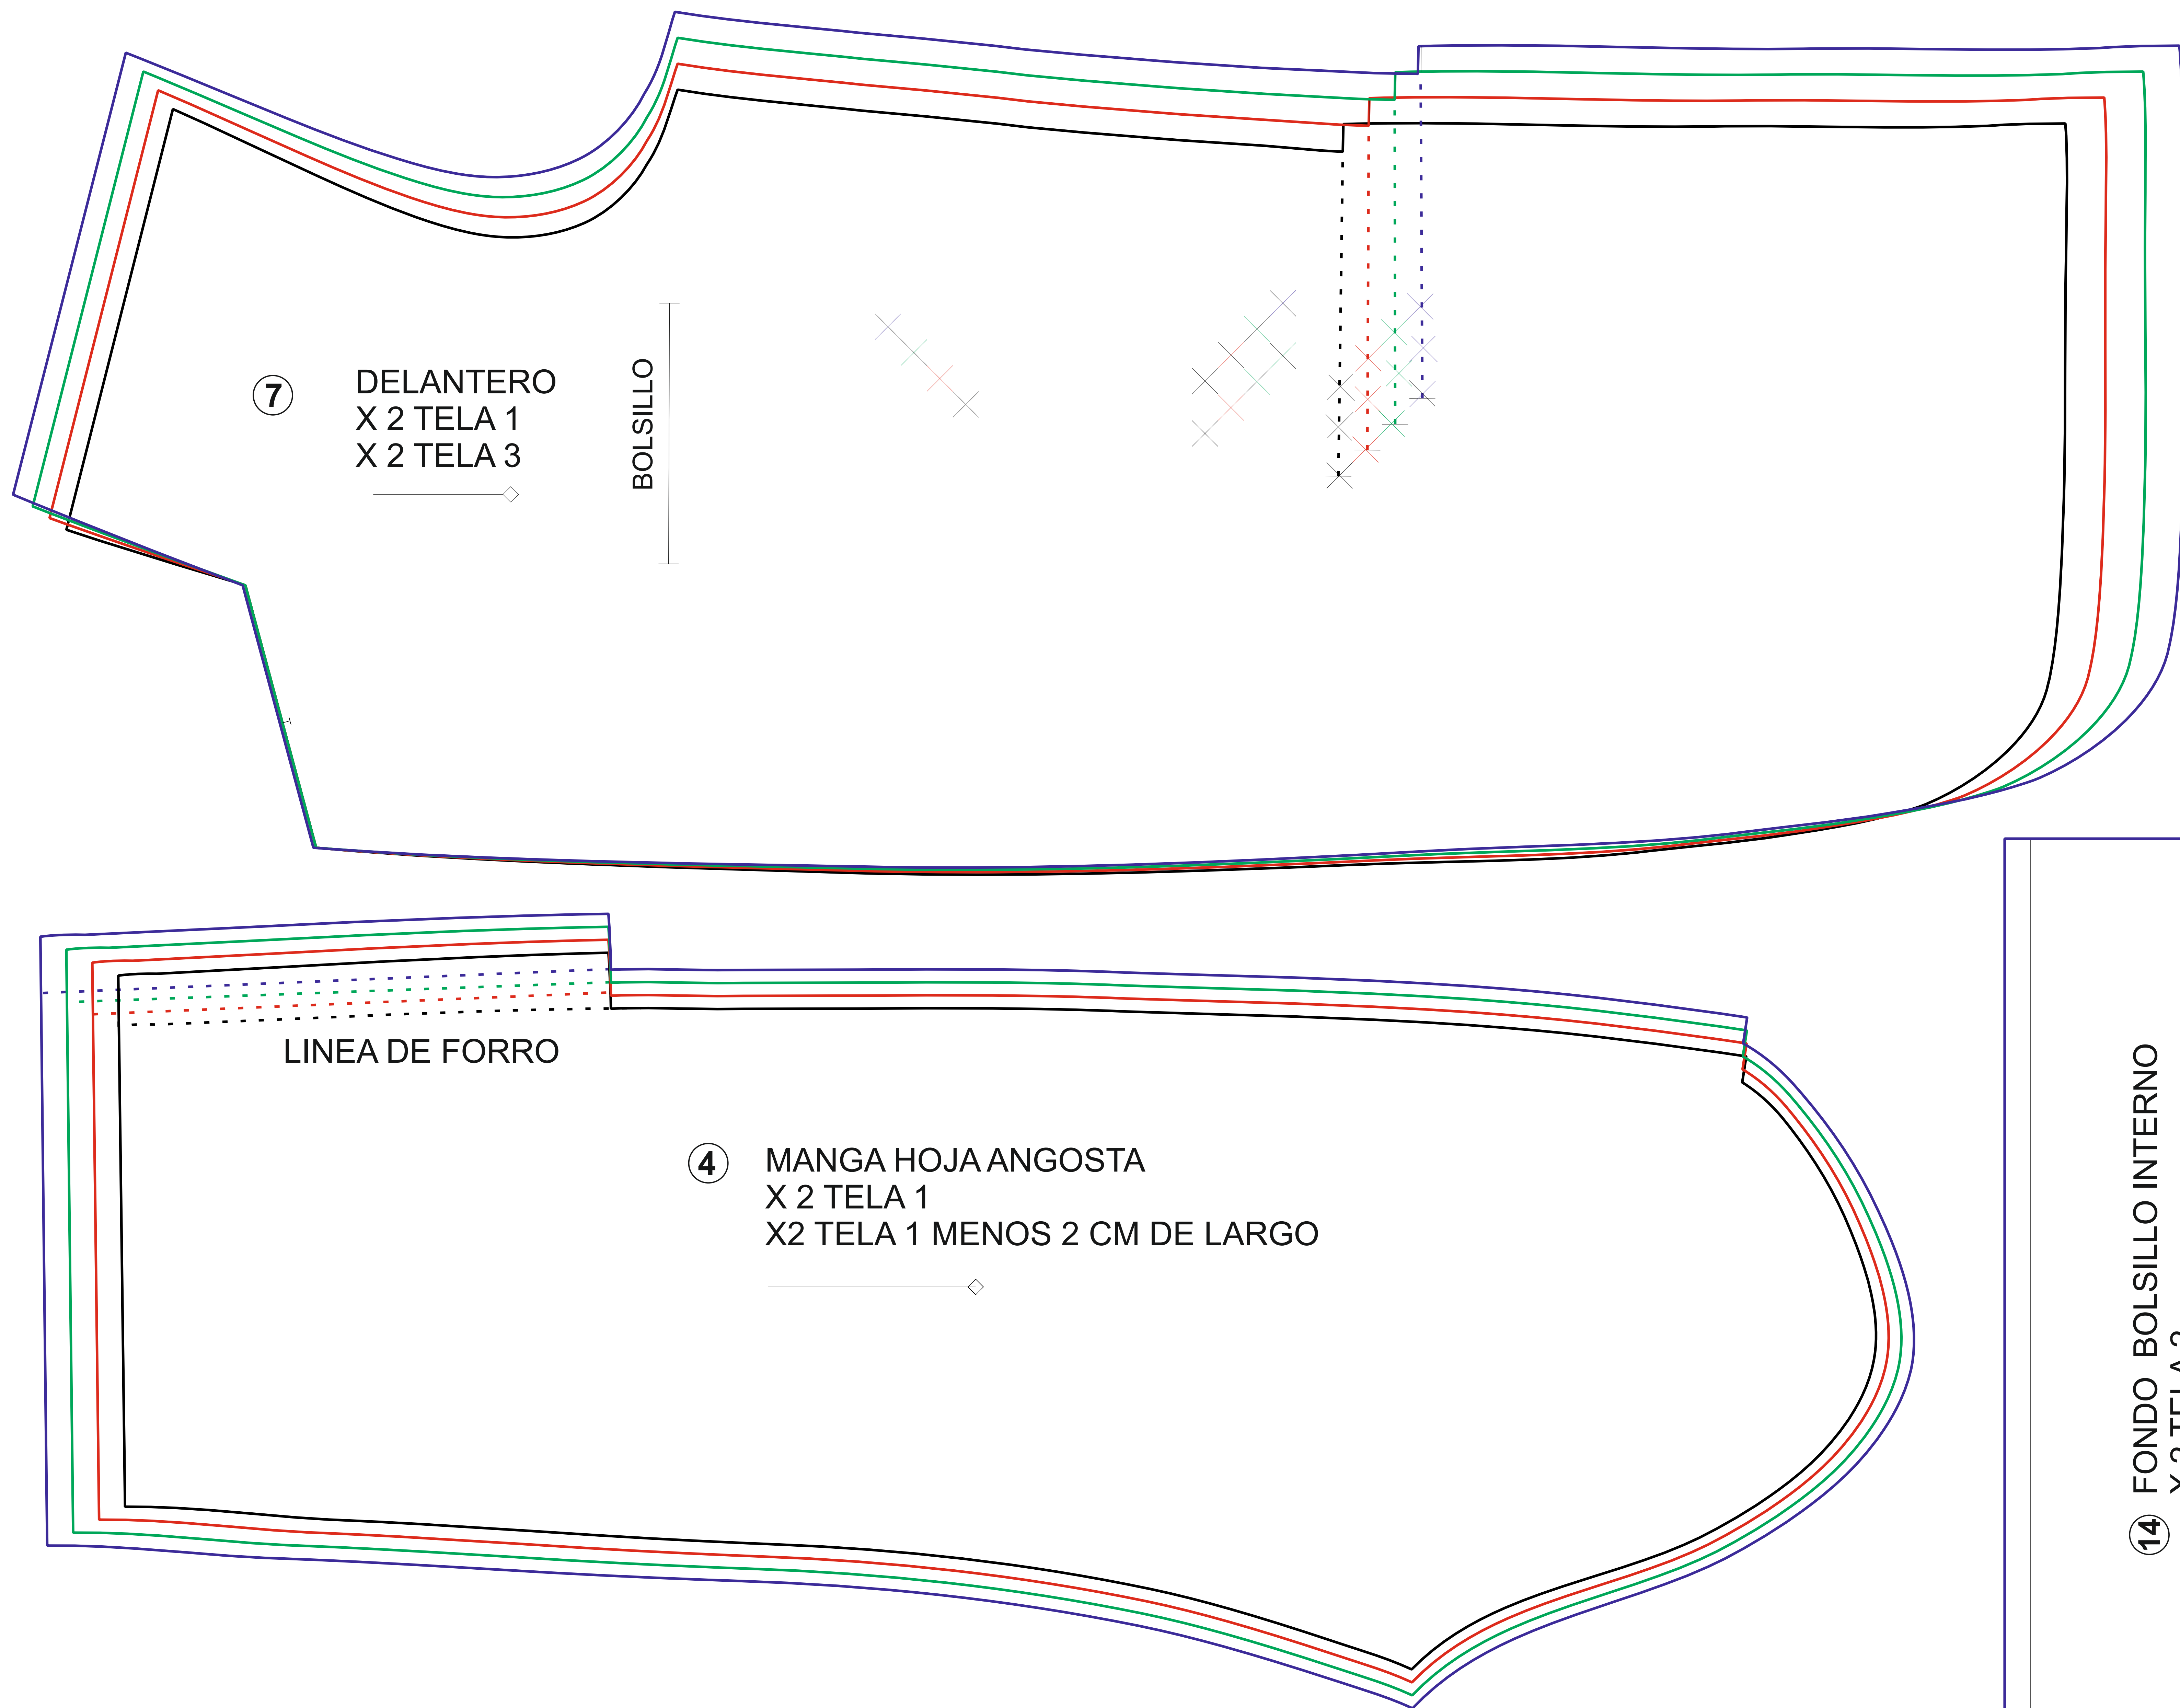 7
DELANTERO
X 2 TELA 1
X 2 TELA 3
BOLSILLO
LINEA DE FORRO
4
MANGA HOJA ANGOSTA
X 2 TELA 1
X2 TELA 1 MENOS 2 CM DE LARGO
14
FONDO BOLSILLO INTERNO